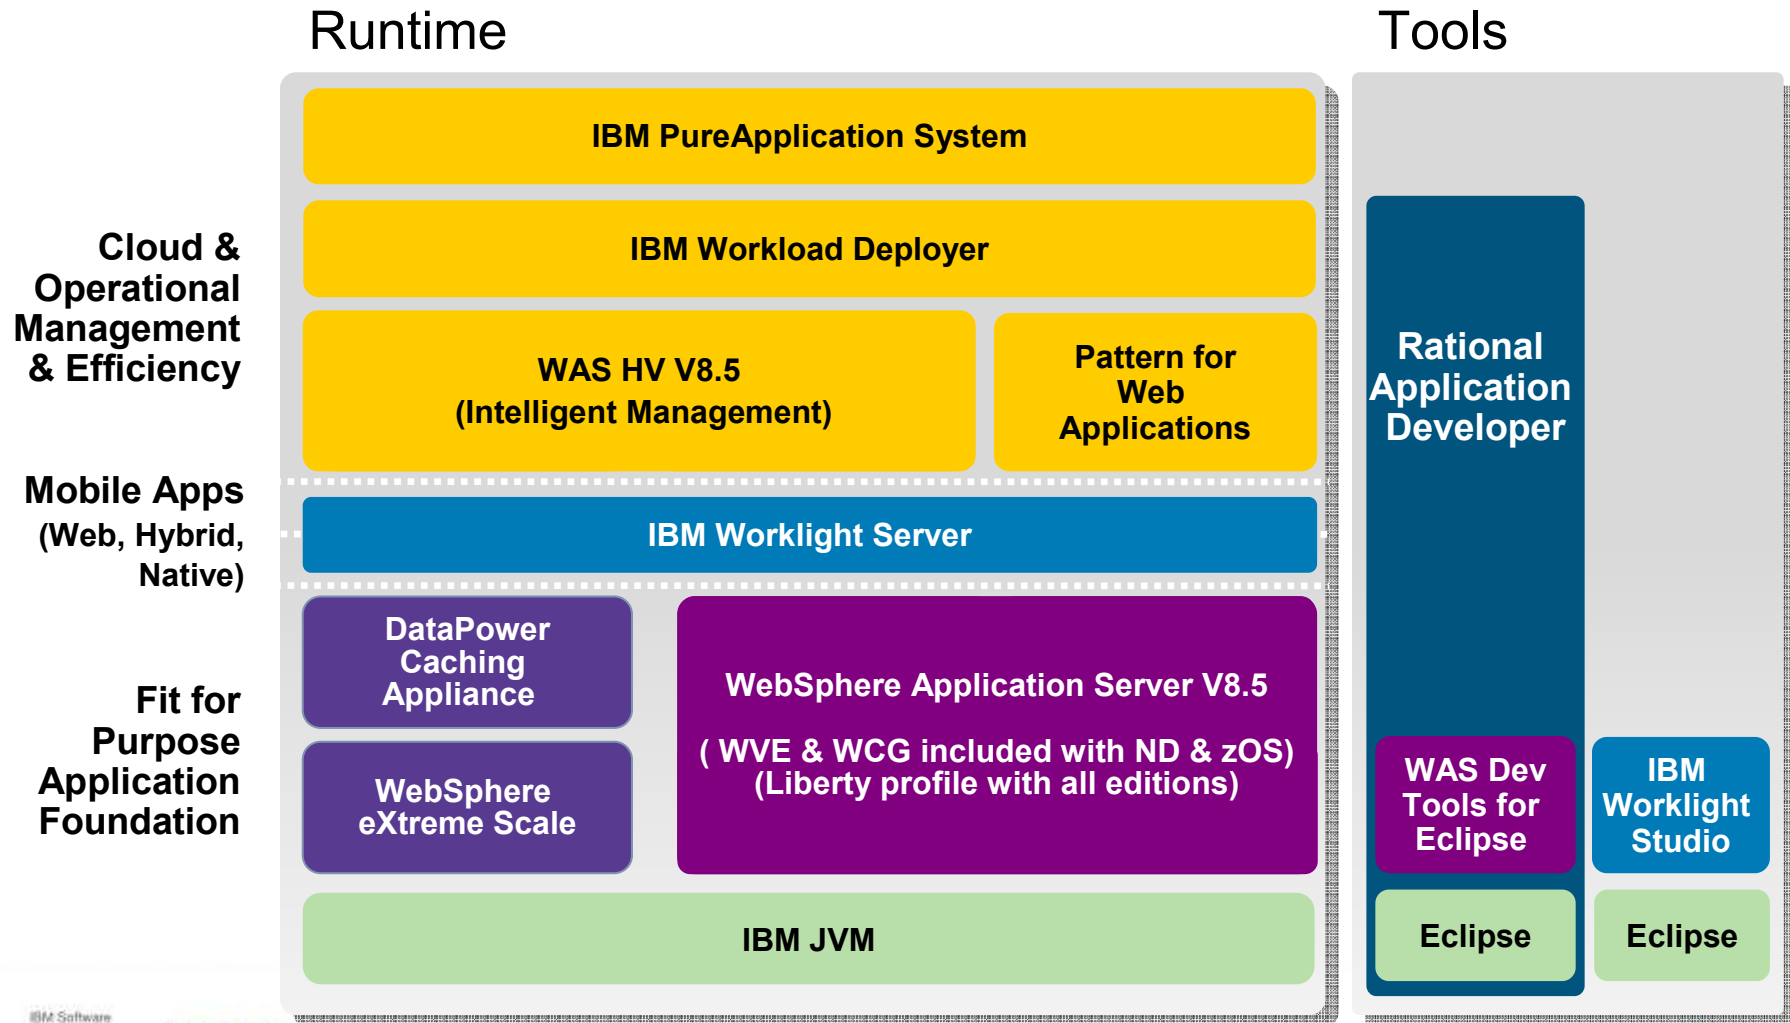 Runtime
Tools
IBM PureApplication System
IBM Workload Deployer
Cloud &
Operational
Management
& Efficiency
WAS HV V8.5
(Intelligent Management)
Pattern for
Web
Applications
Rational
Application
Developer
Mobile Apps
(Web, Hybrid,
Native)
IBM Worklight Server
Fit for
Purpose
Application
Foundation
DataPower
Caching
Appliance
WebSphere
eXtreme Scale
WebSphere Application Server V8.5
( WVE & WCG included with ND & zOS)
(Liberty profile with all editions)
WAS Dev
Tools for
Eclipse
IBM
Worklight
Studio
IBM JVM
Eclipse
Eclipse
IBM Software